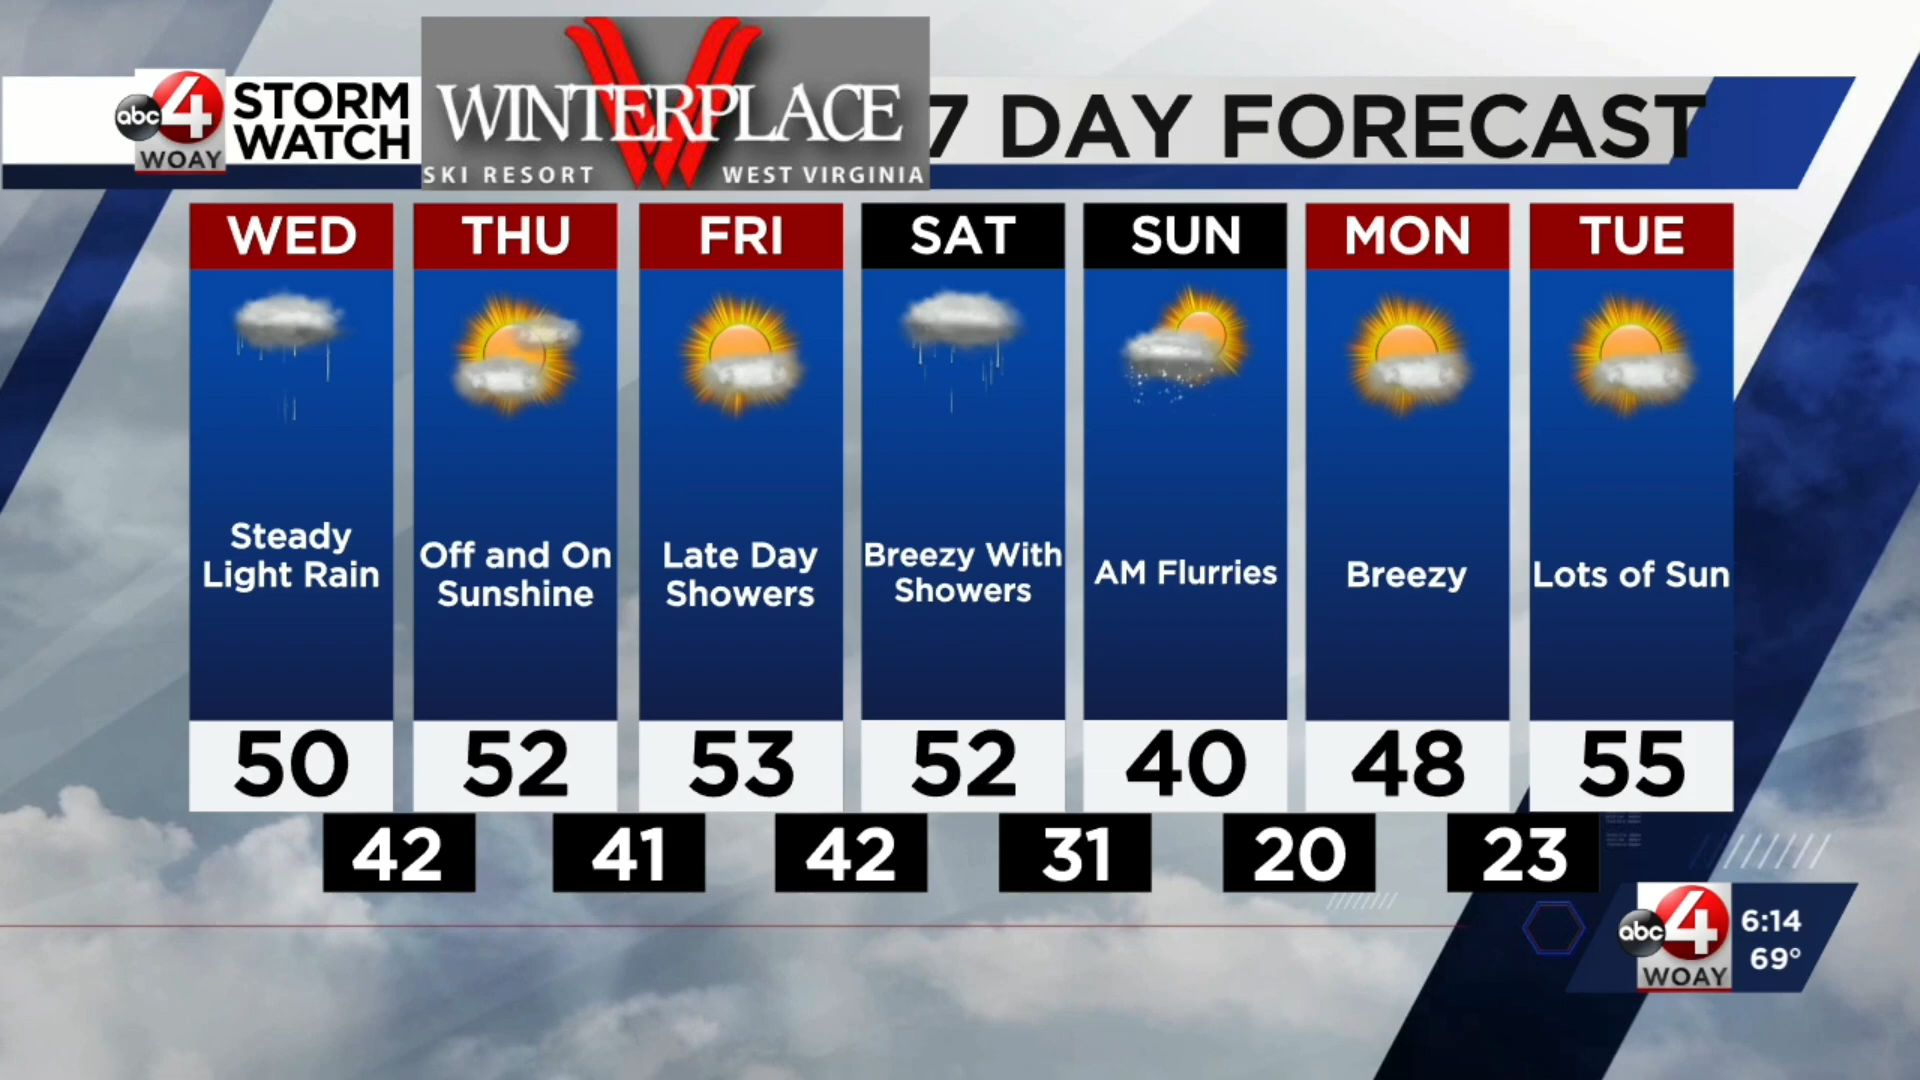 abc 4 WOAY
STORM
WATCH
WINTERPLACE
SKI RESORT WEST VIRGINIA
7 DAY FORECAST
WED THU FRI SAT SUN MON TUE
Steady
Light Rain
Off and On
Sunshine
Late Day
Showers
Breezy With
Showers
AM Flurries
Breezy
Lots of Sun
50 52 53 52 40 48 55
42 41 42 31 20 23
abc 4 WOAY
6:14
69°